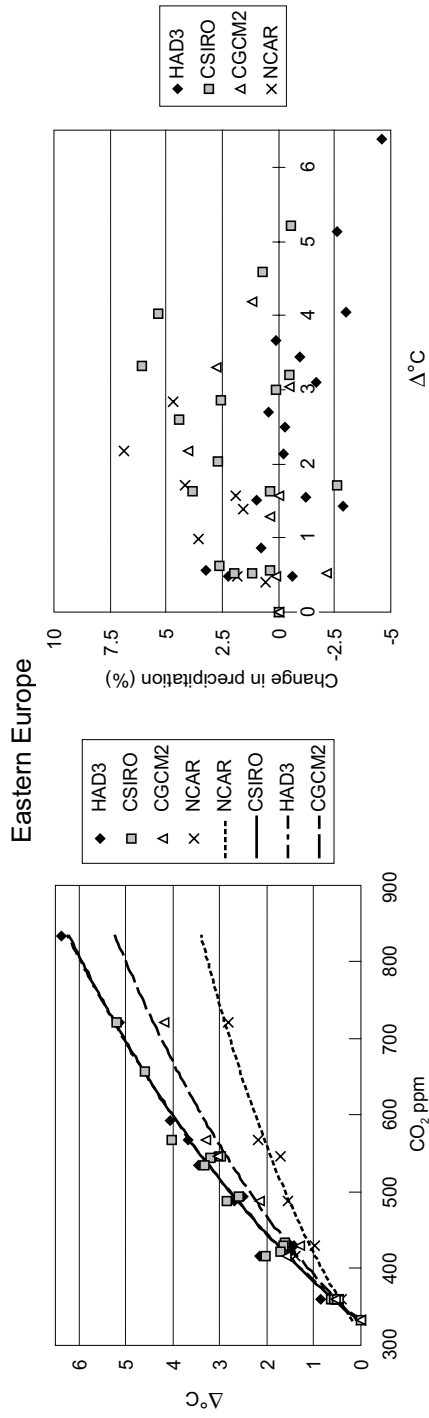 Eastern Europe
Δ°C
6
5
4
3
2
1
0
300
400
500
600
700
800
900
CO₂ ppm
HAD3
CSIRO
CGCM2
NCAR
NCAR
CSIRO
HAD3
CGCM2
Change in precipitation (%)
10
7.5
5
2.5
0
-2.5
-5
0
1
2
3
4
5
6
Δ°C
HAD3
CSIRO
CGCM2
NCAR